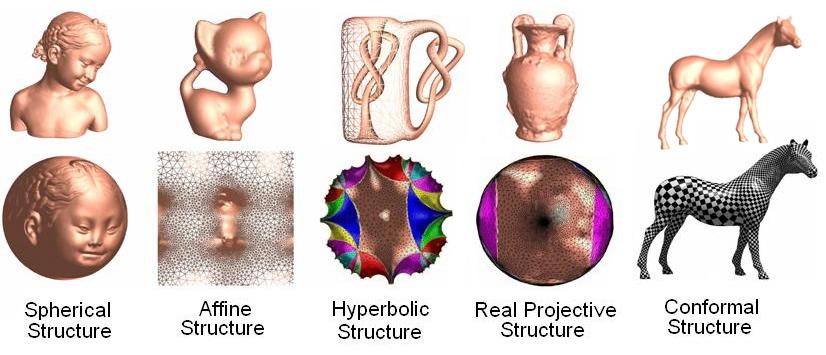 Spherical
Structure
Affine
Structure
Hyperbolic
Structure
Real Projective
Structure
Conformal
Structure